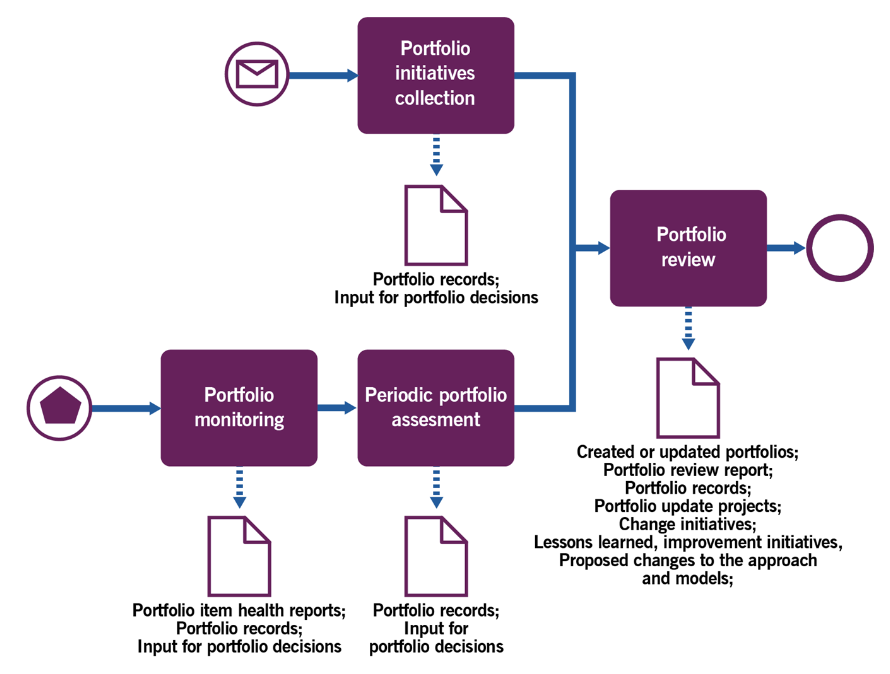 Portfolio
initiatives
collection
Portfolio records;
Input for portfolio decisions
Portfolio
review
Created or updated portfolios;
Portfolio review report;
Portfolio records;
Portfolio update projects;
Change initiatives;
Lessons learned, improvement initiatives,
Proposed changes to the approach
and models;
Portfolio
monitoring
Portfolio item health reports;
Portfolio records;
Input for portfolio decisions
Periodic portfolio
assesment
Portfolio records;
Input for
portfolio decisions